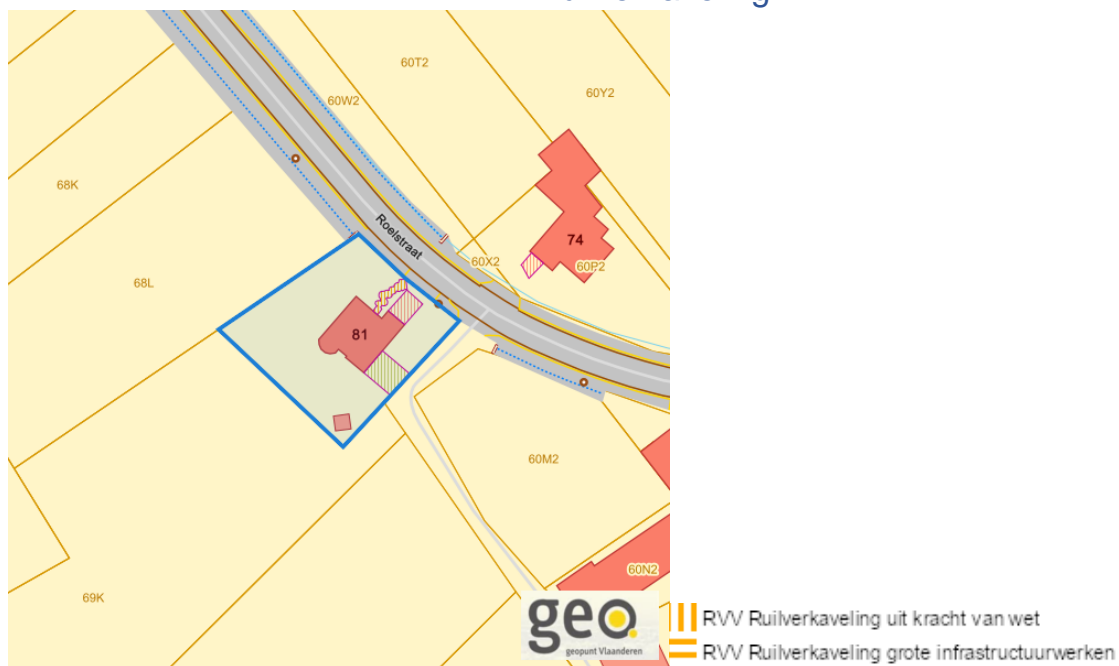 60T2
60W2
60Y2
68K
Roelstraat
74
60X2
60P2
68L
81
60M2
60N2
69K
geo.
geopunt Vlaanderen
RVV Ruilverkaveling uit kracht van wet
RVV Ruilverkaveling grote infrastructuurwerken